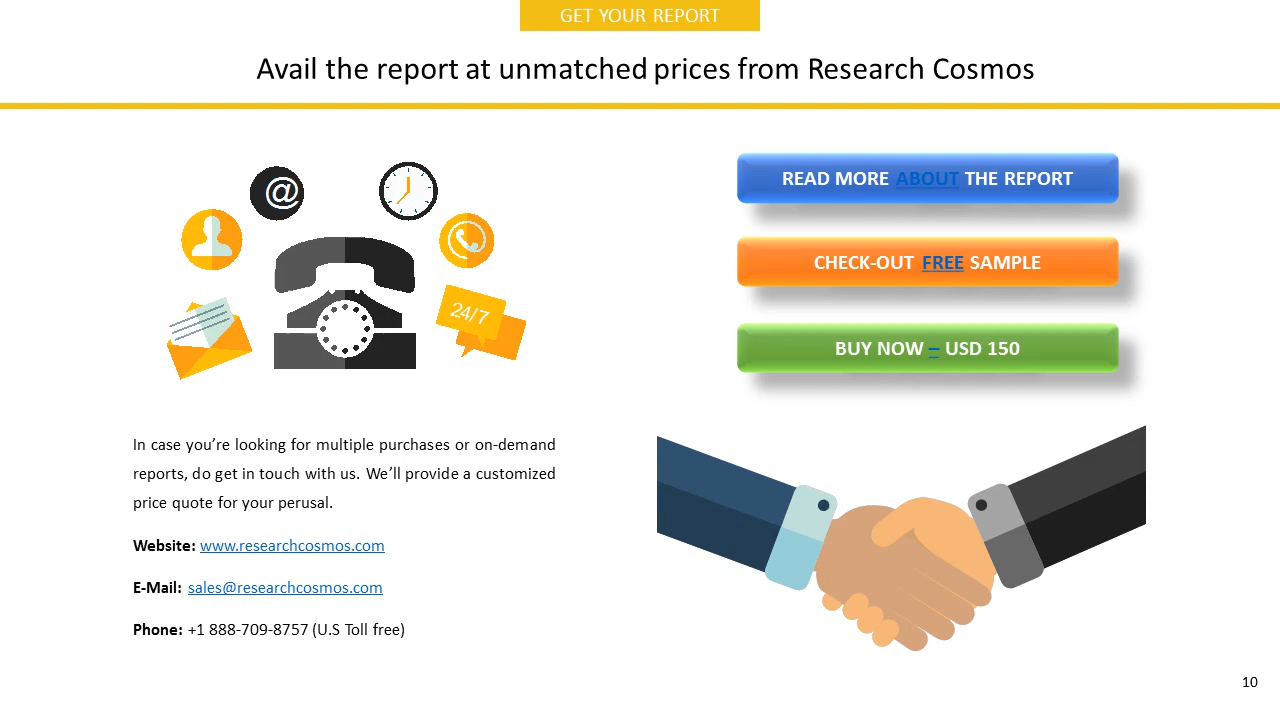 GET YOUR REPORT
Avail the report at unmatched prices from Research Cosmos
@
24/7
READ MORE ABOUT THE REPORT
CHECK-OUT FREE SAMPLE
BUY NOW – USD 150
In case you’re looking for multiple purchases or on-demand
reports, do get in touch with us. We’ll provide a customized
price quote for your perusal.
Website: www.researchcosmos.com
E-Mail: sales@researchcosmos.com
Phone: +1 888-709-8757 (U.S Toll free)
10